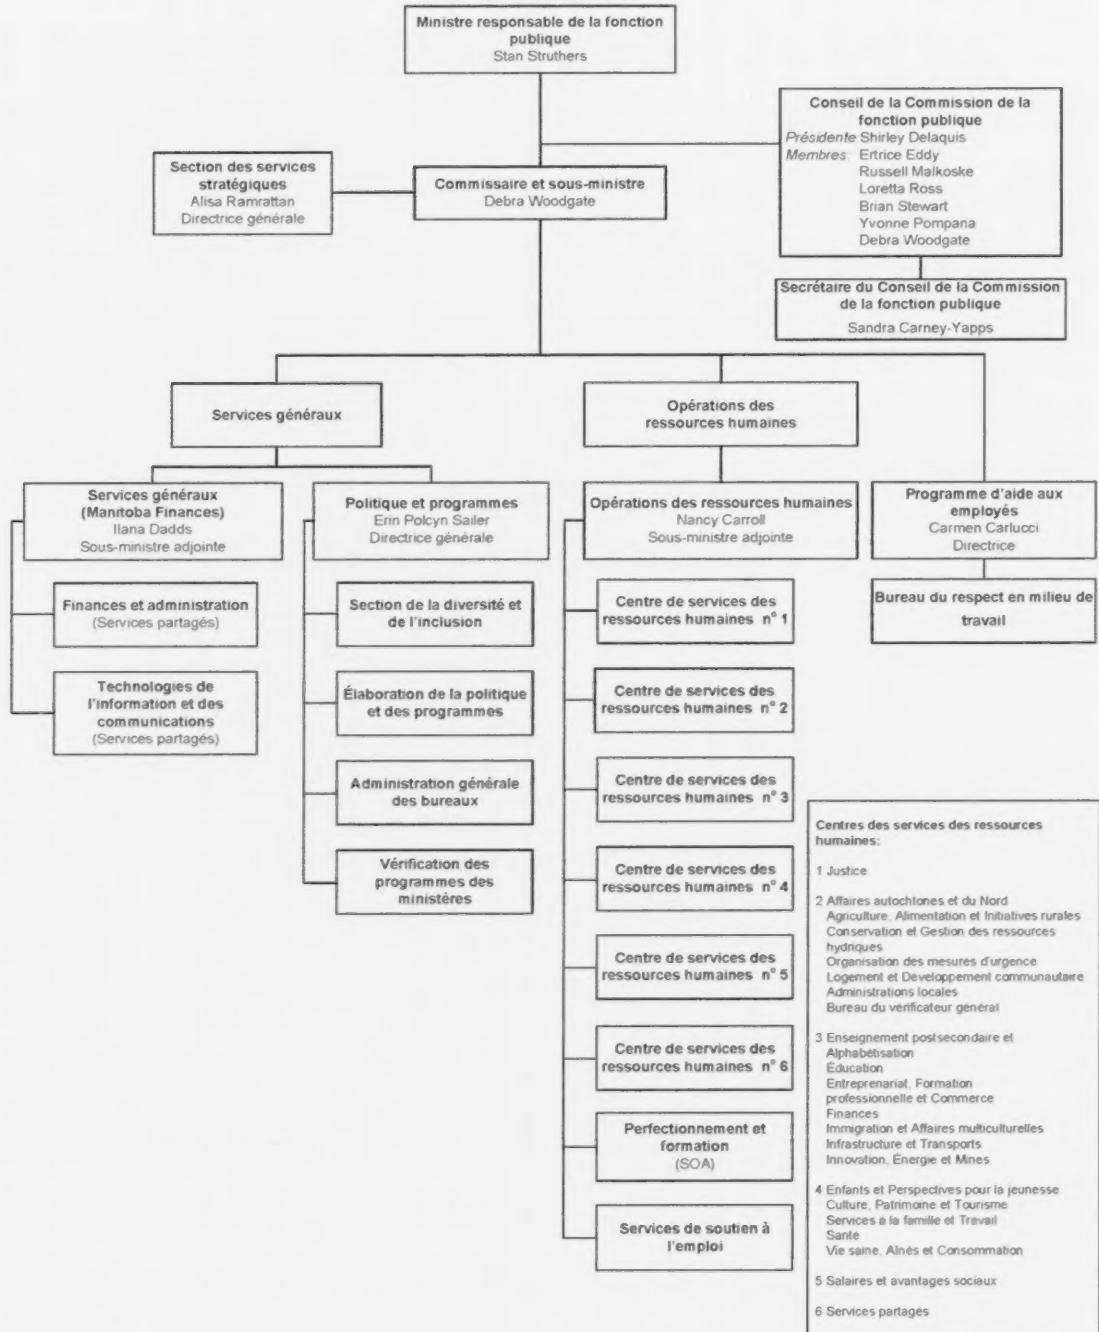 Ministre responsable de la fonction
publique
Stan Struthers
Conseil de la Commission de la
fonction publique
Présidente Shirley Delaquis
Membres: Ertrice Eddy
Russell Malkoske
Loretta Ross
Brian Stewart
Yvonne Pompana
Debra Woodgate
Section des services
stratégiques
Alisa Ramrattan
Directrice générale
Commissaire et sous-ministre
Debra Woodgate
Secrétaire du Conseil de la Commission
de la fonction publique
Sandra Carney-Yapps
Services généraux
Opérations des
ressources humaines
Services généraux
(Manitoba Finances)
Ilana Dadds
Sous-ministre adjointe
Politique et programmes
Erin Polcyn Sailer
Directrice générale
Opérations des ressources humaines
Nancy Carroll
Sous-ministre adjointe
Programme d'aide aux
employés
Carmen Carlucci
Directrice
Finances et administration
(Services partagés)
Technologies de
l'information et des
communications
(Services partagés)
Section de la diversité et
de l'inclusion
Élaboration de la politique
et des programmes
Administration générale
des bureaux
Vérification des
programmes des
ministères
Centre de services des
ressources humaines n° 1
Centre de services des
ressources humaines n° 2
Centre de services des
ressources humaines n° 3
Centre de services des
ressources humaines n° 4
Centre de services des
ressources humaines n° 5
Centre de services des
ressources humaines n° 6
Perfectionnement et
formation
(SOA)
Services de soutien à
l'emploi
Bureau du respect en milieu de
travail
Centres des services des ressources
humaines:
1 Justice
2 Affaires autochtones et du Nord
Agriculture, Alimentation et Initiatives rurales
Conservation et Gestion des ressources
hydriques
Organisation des mesures d'urgence
Logement et Développement communautaire
Administrations locales
Bureau du vérificateur général
3 Enseignement postsecondaire et
Alphabétisation
Éducation
Entreprenariat, Formation
professionnelle et Commerce
Finances
Immigration et Affaires multiculturelles
Infrastructure et Transports
Innovation, Énergie et Mines
4 Enfants et Perspectives pour la jeunesse
Culture, Patrimoine et Tourisme
Services à la famille et Travail
Santé
Vie saine, Aînés et Consommation
5 Salaires et avantages sociaux
6 Services partagés